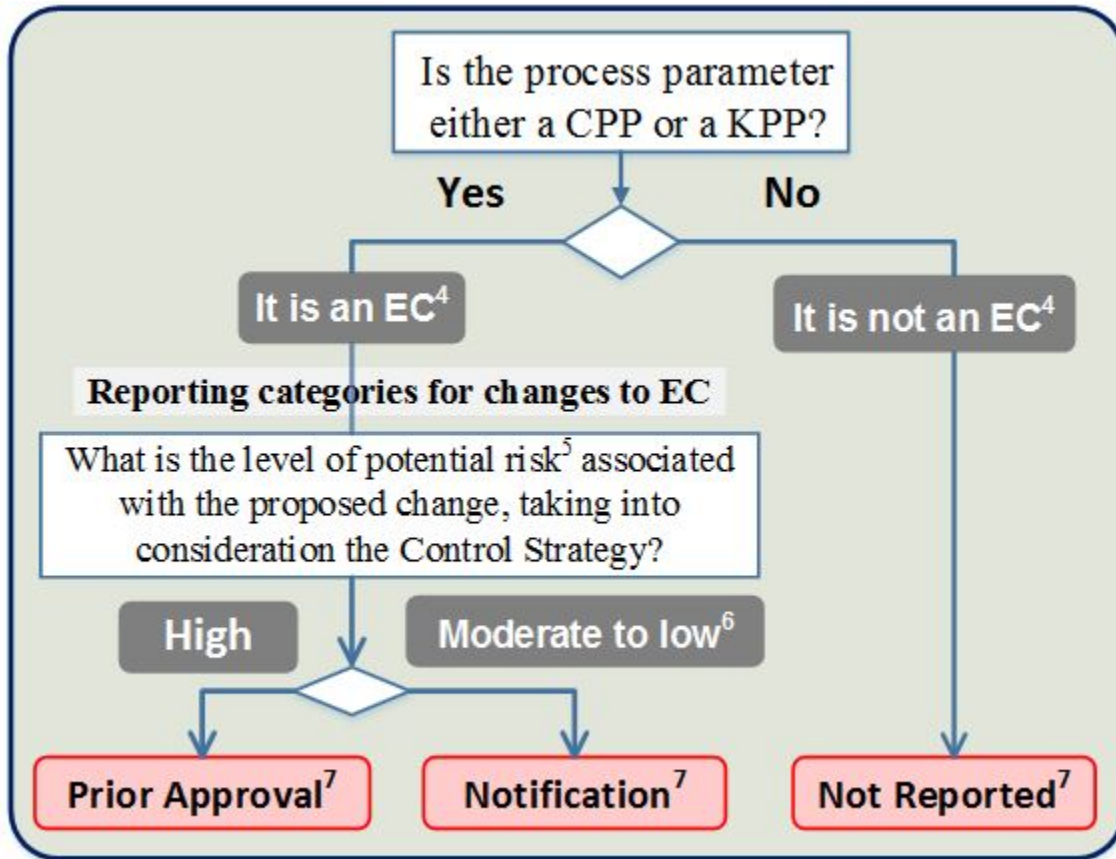 Is the process parameter
either a CPP or a KPP?
Yes
No
It is an EC⁴
It is not an EC⁴
Reporting categories for changes to EC
What is the level of potential risk⁵ associated
with the proposed change, taking into
consideration the Control Strategy?
High
Moderate to low⁶
Prior Approval⁷
Notification⁷
Not Reported⁷